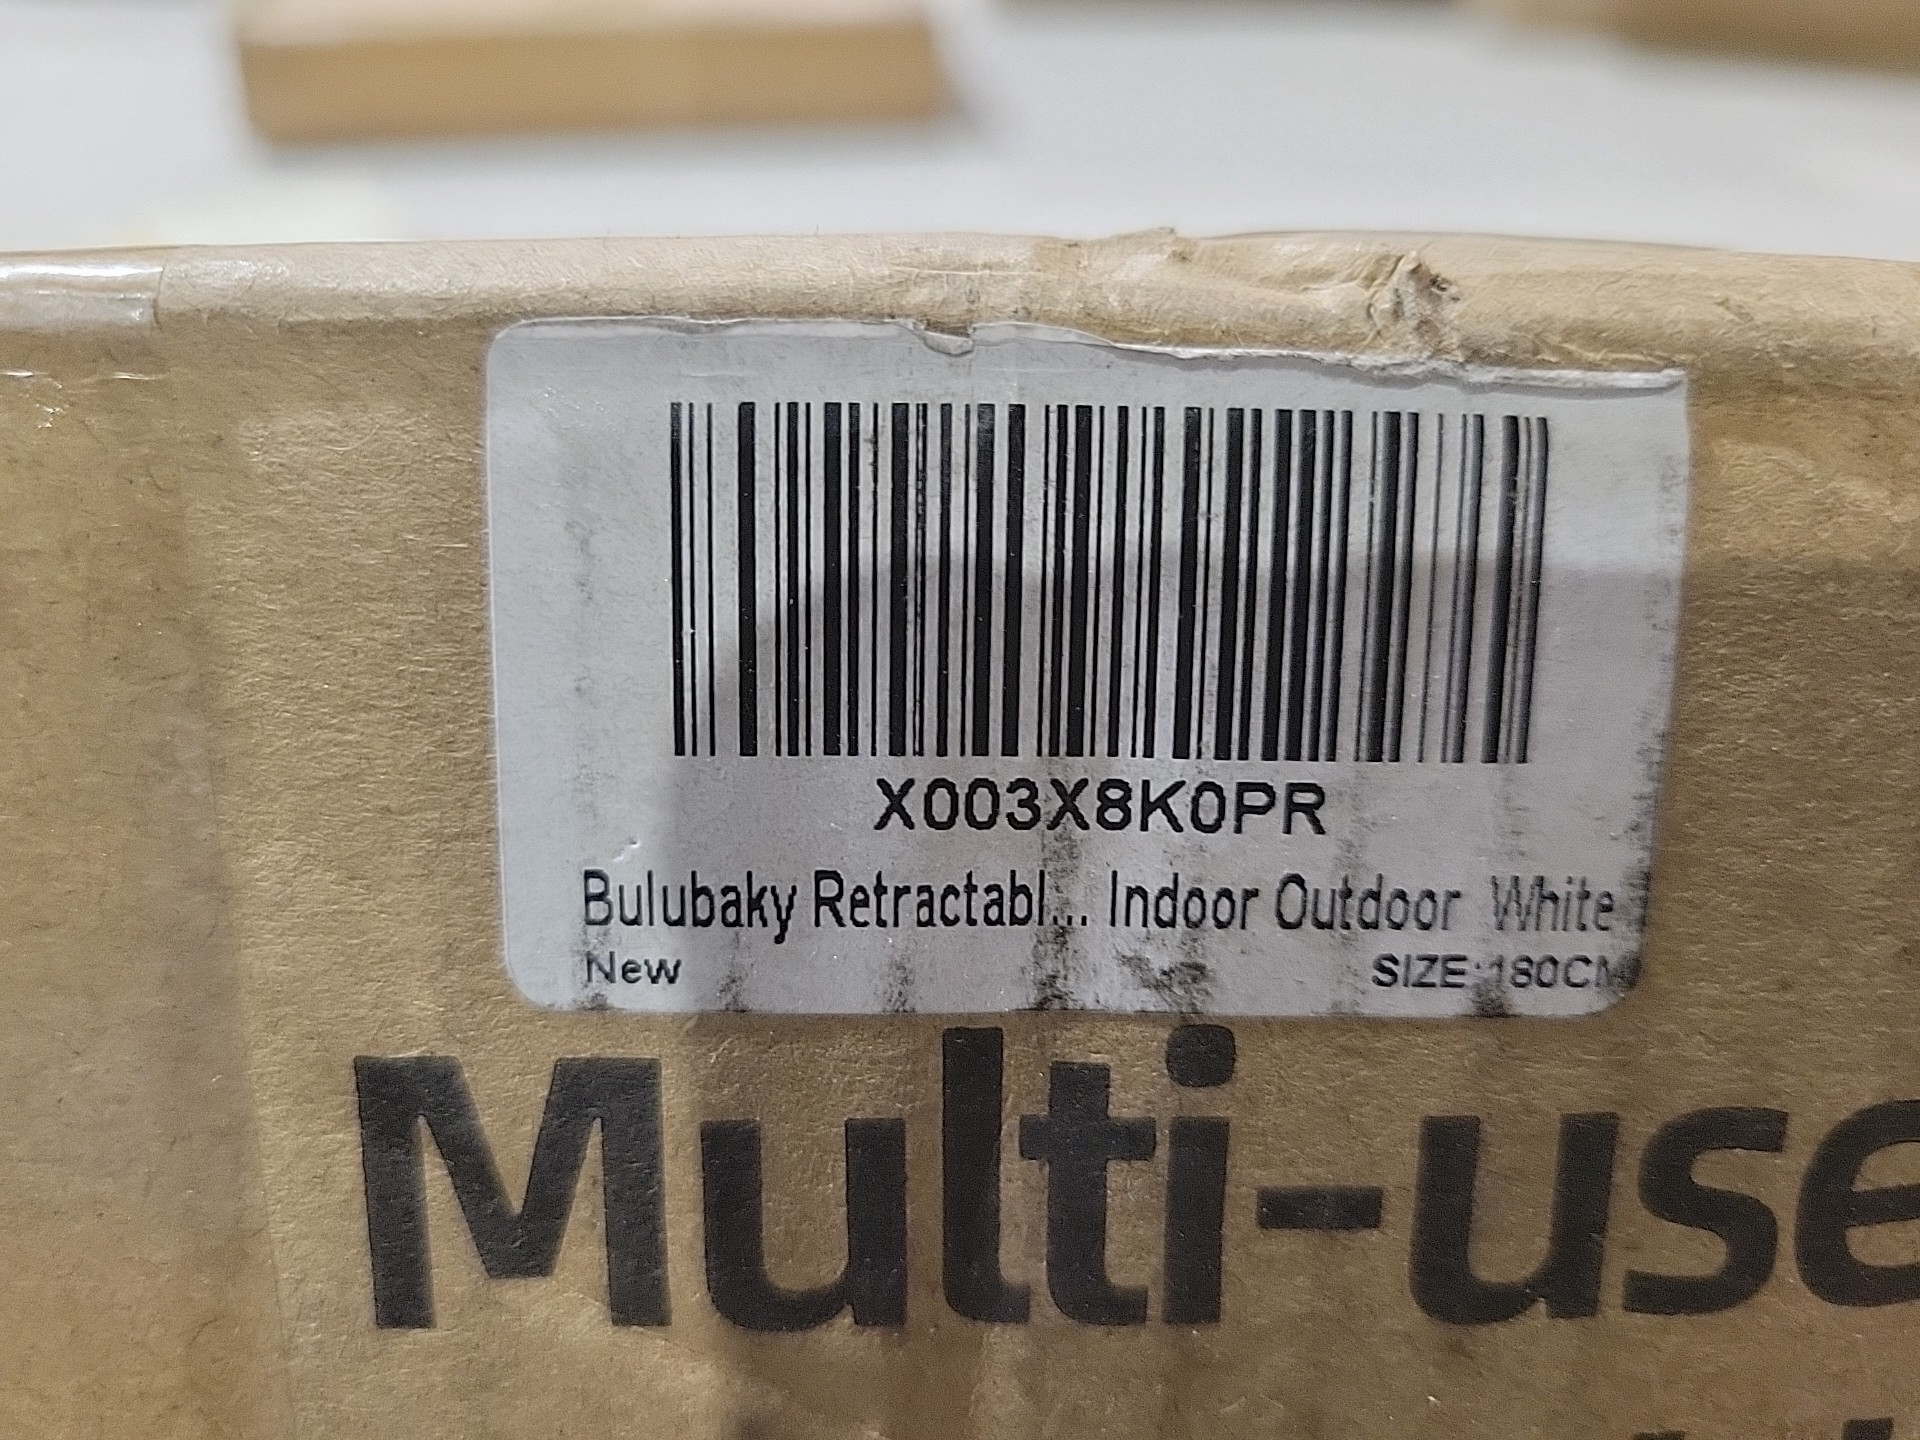 X003X8K0PR
Bulubaky Retractabl... Indoor Outdoor White
New
SIZE:180CM
Multi-use